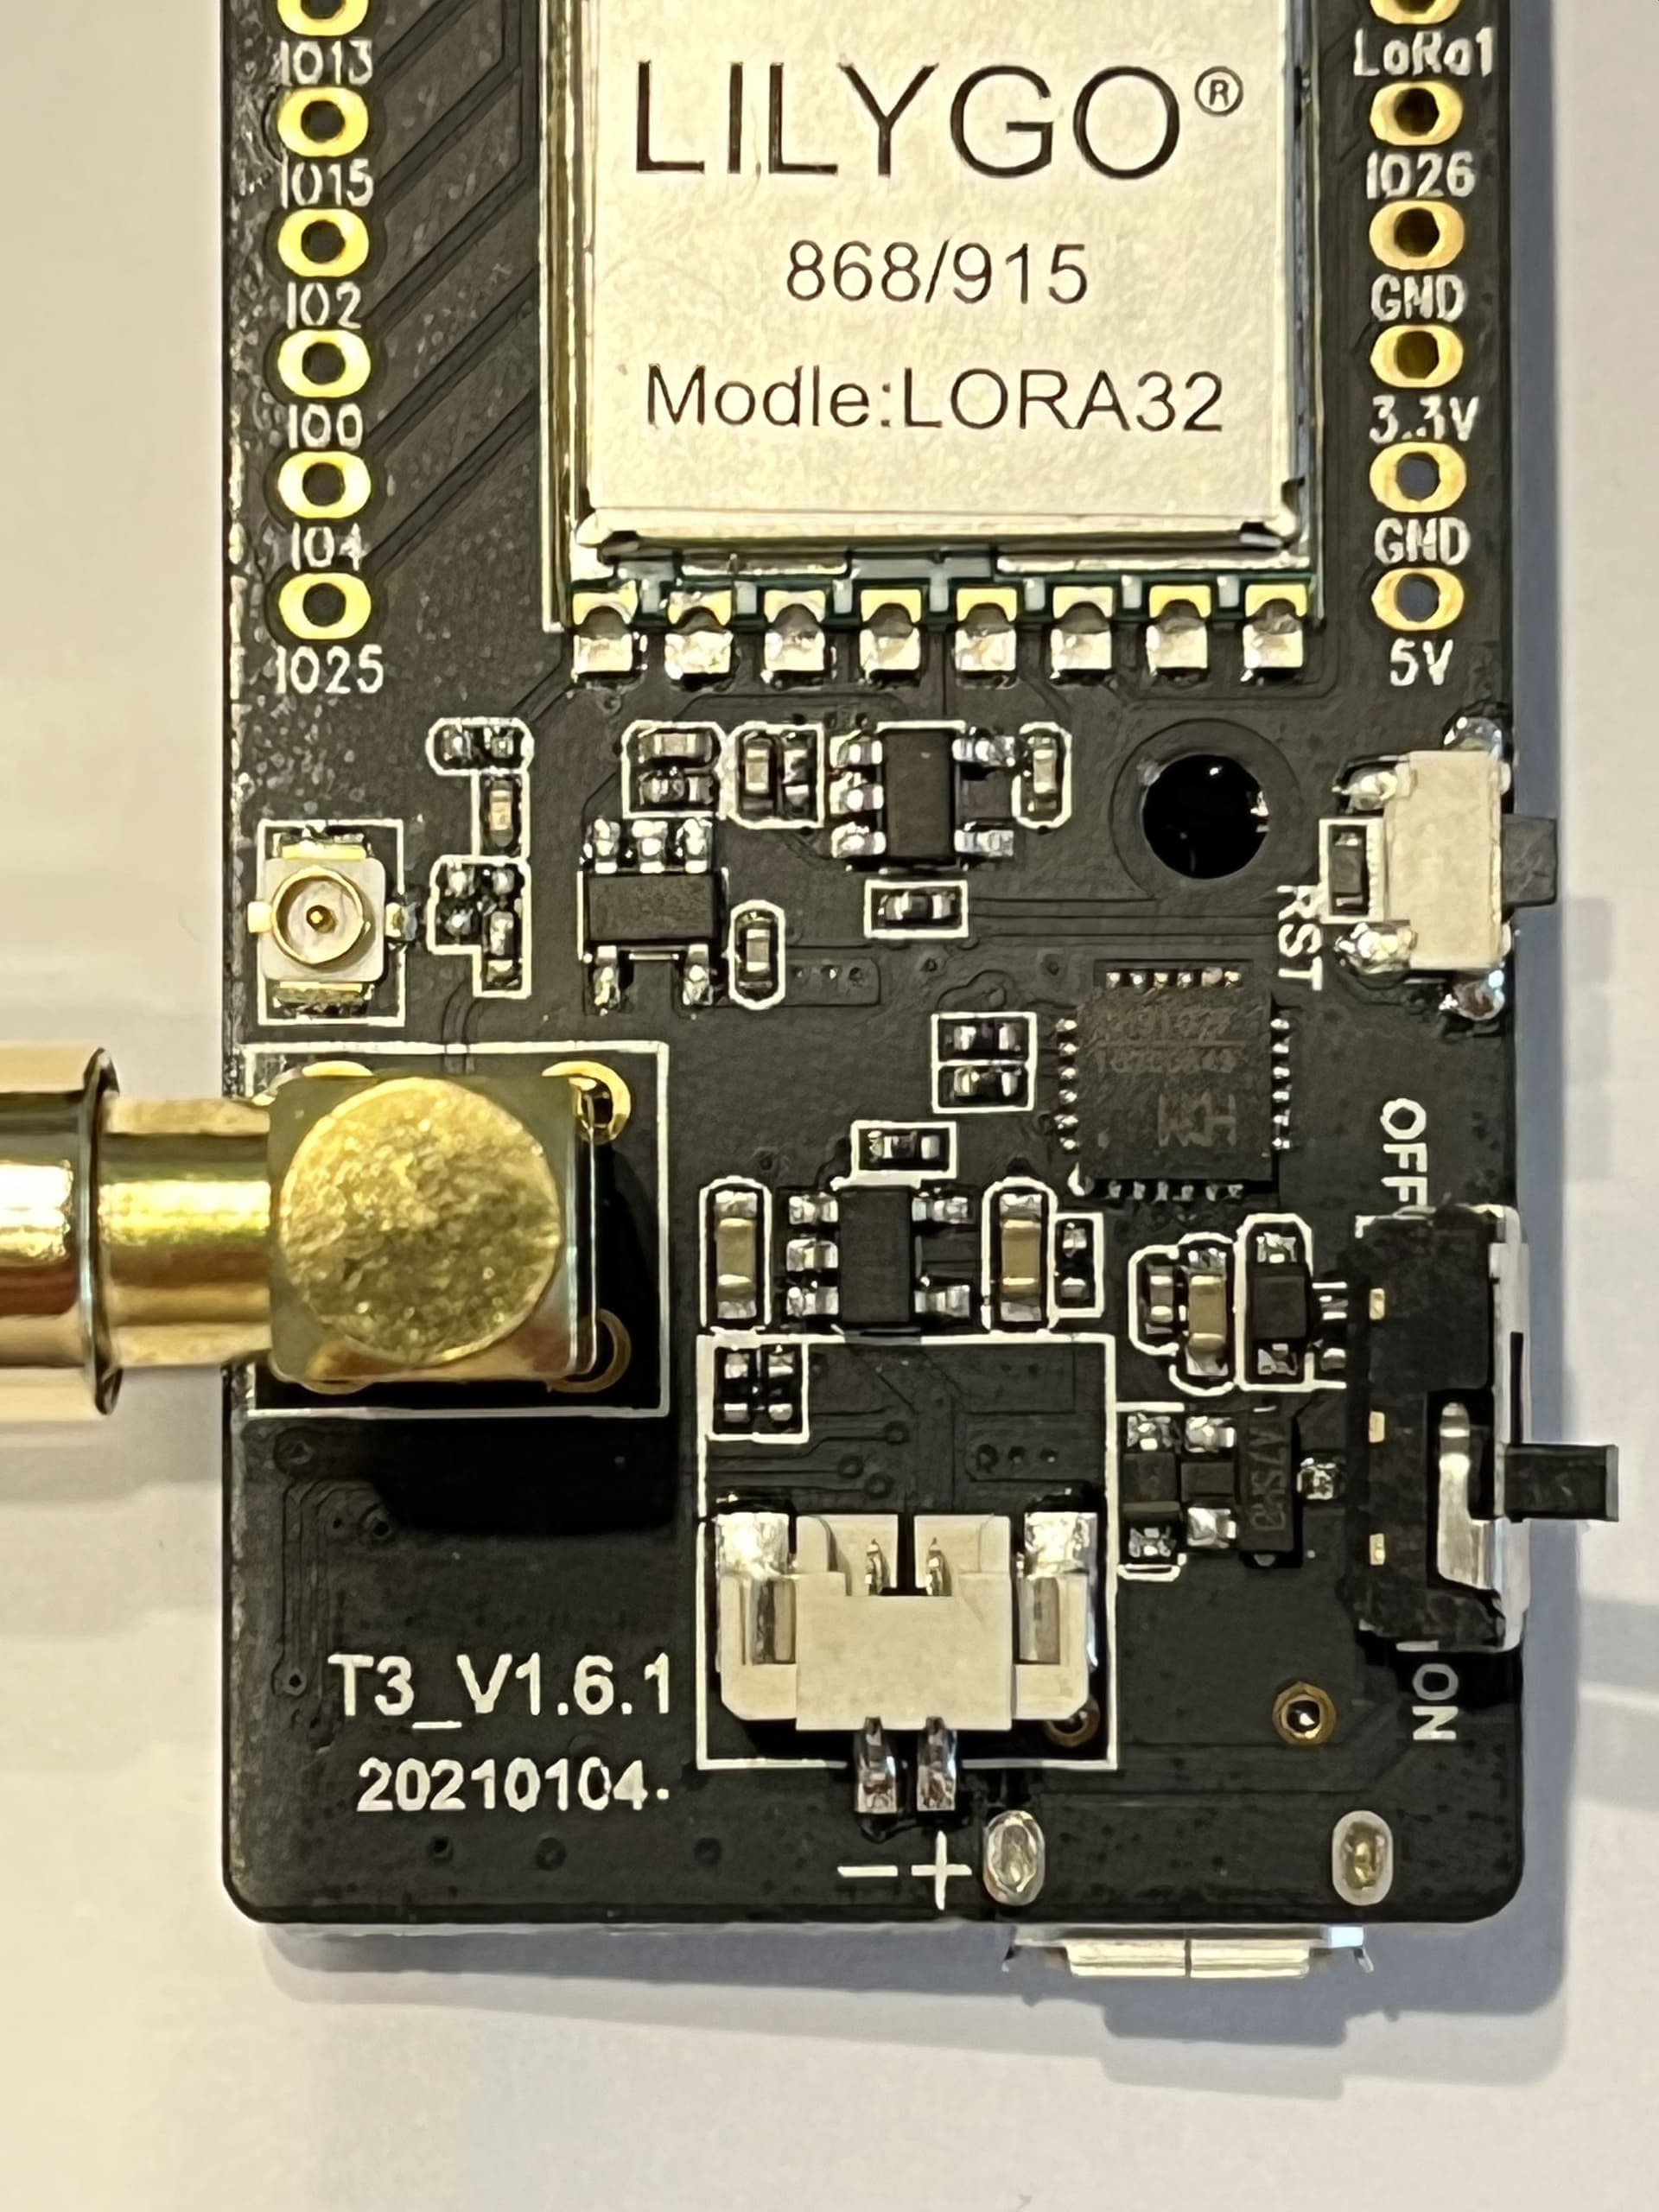 IO13
IO15
IO2
IO0
IO4
IO25
LILYGO®
868/915
Modle:LORA32
LoRa1
IO26
GND
3.3V
GND
5V
RST
OFF
ON
T3_V1.6.1
20210104.
−+